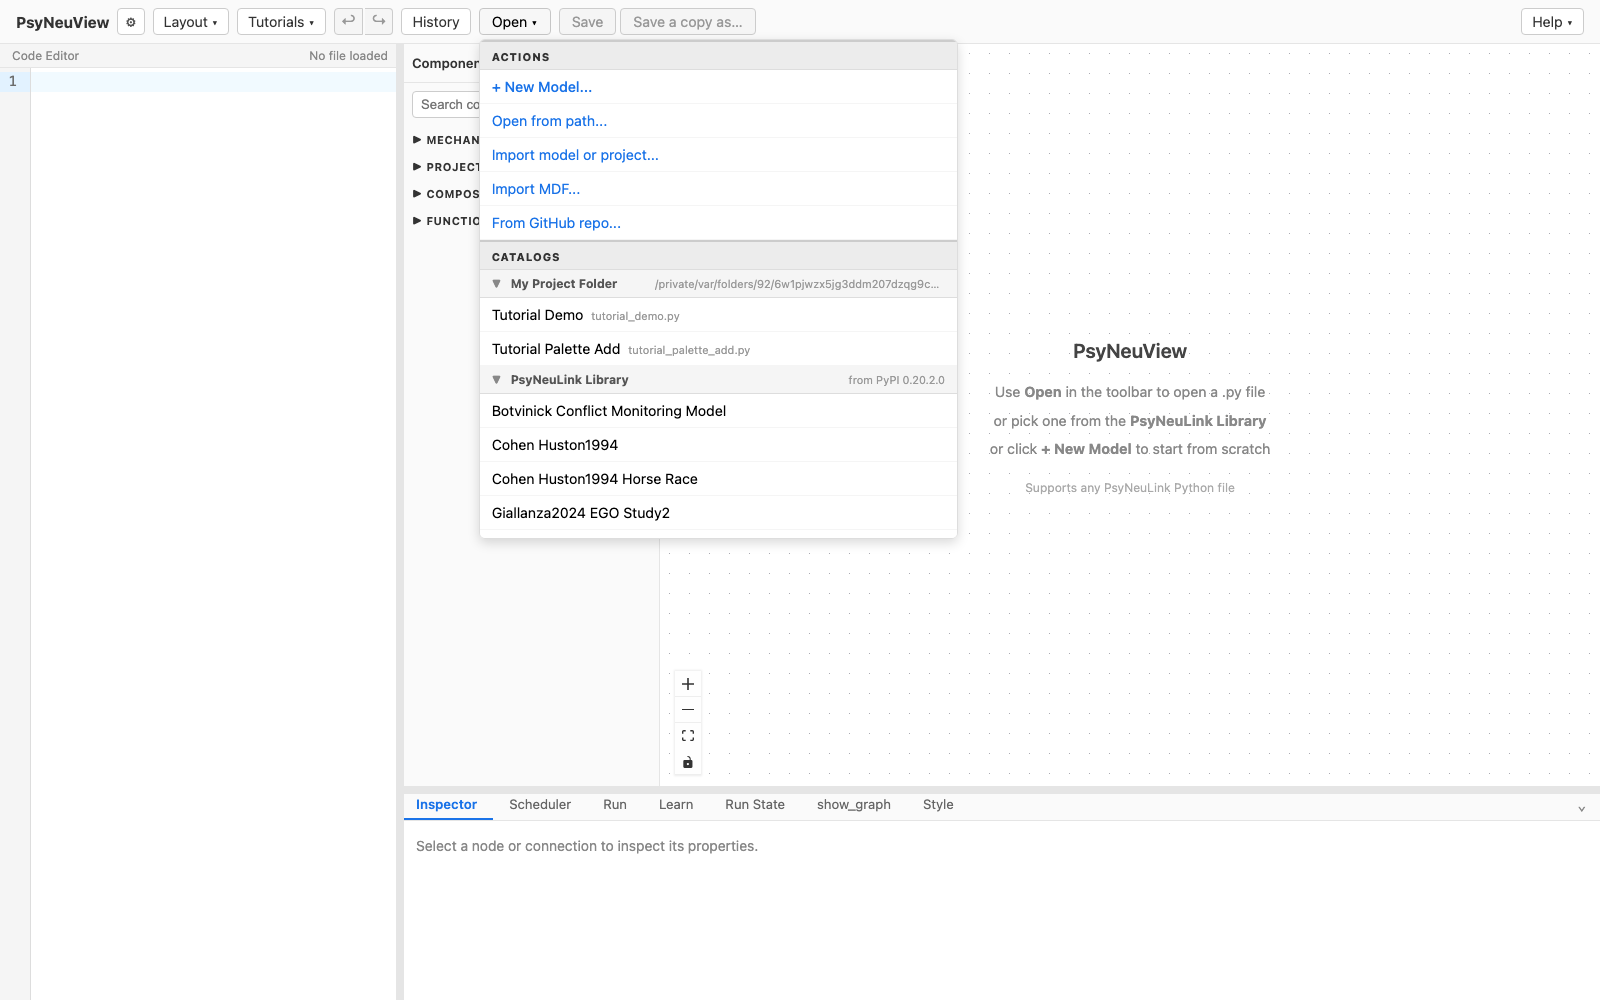 PsyNeuView ⚙ Layout ▾ Tutorials ▾ ↩ ↪ History Open ▾ Save Save a copy as... Help ▾
Code Editor No file loaded
1
Componen
Search co
▶ MECHAN
▶ PROJECT
▶ COMPOS
▶ FUNCTIO
ACTIONS
+ New Model...
Open from path...
Import model or project...
Import MDF...
From GitHub repo...
CATALOGS
▼ My Project Folder /private/var/folders/92/6w1pjwzx5jg3ddm207dzqg9c...
Tutorial Demo tutorial_demo.py
Tutorial Palette Add tutorial_palette_add.py
▼ PsyNeuLink Library from PyPI 0.20.2.0
Botvinick Conflict Monitoring Model
Cohen Huston1994
Cohen Huston1994 Horse Race
Giallanza2024 EGO Study2
PsyNeuView
Use Open in the toolbar to open a .py file
or pick one from the PsyNeuLink Library
or click + New Model to start from scratch
Supports any PsyNeuLink Python file
Inspector Scheduler Run Learn Run State show_graph Style
Select a node or connection to inspect its properties.